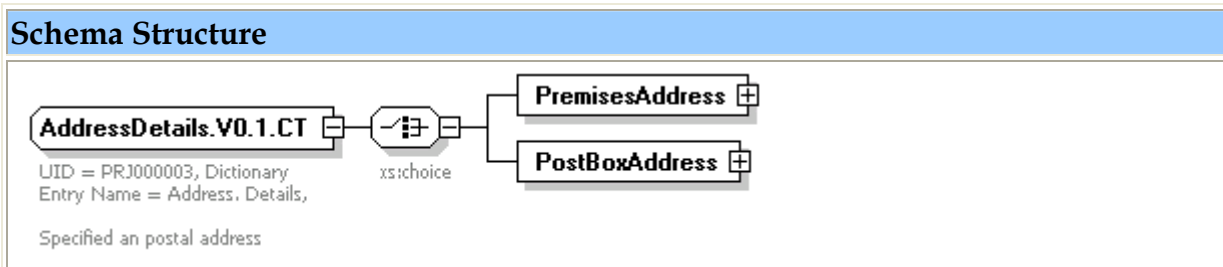 Schema Structure
AddressDetails.V0.1.CT
UID = PRJ000003, Dictionary
Entry Name = Address. Details,
Specified an postal address
xs:choice
PremisesAddress
PostBoxAddress